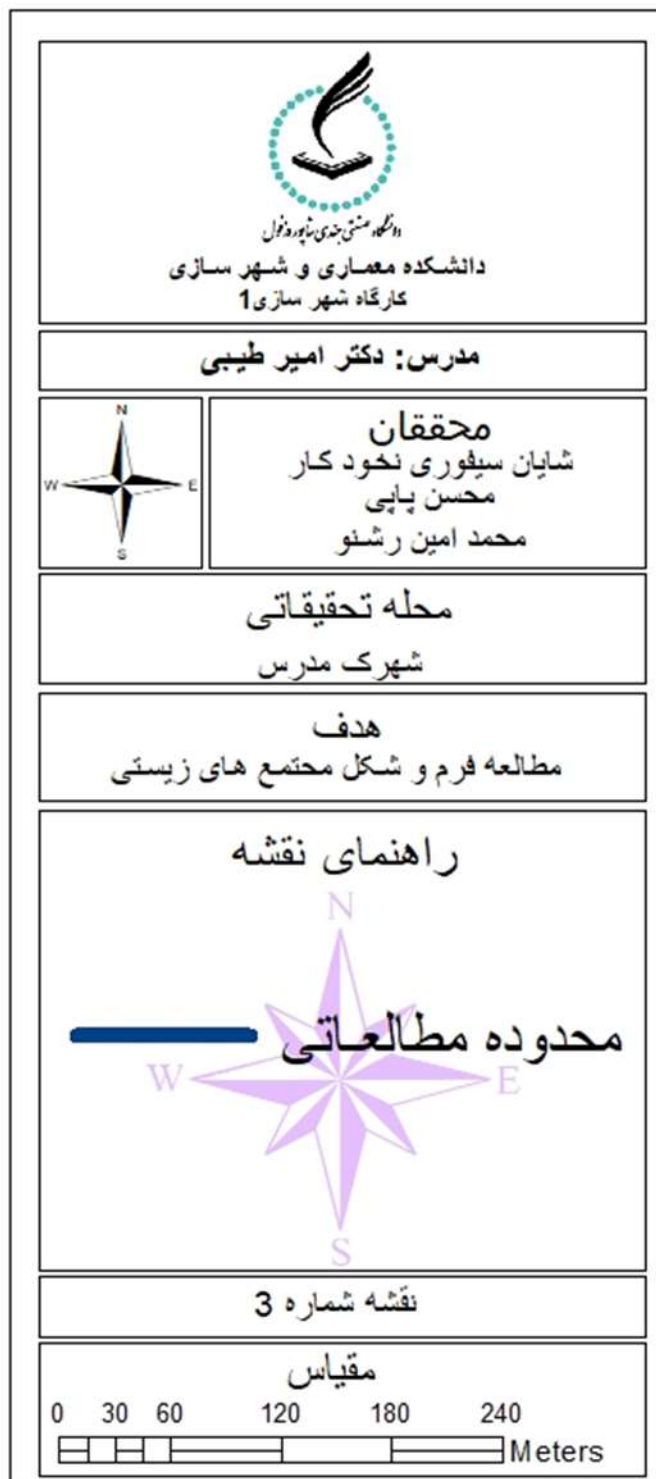 دانشگاه صنعتی جندی شاپور دزفول
دانشکده معماری و شهر سازی
کارگاه شهر سازی1
مدرس: دکتر امیر طیبی
N
W
E
S
محققان
شایان سیفوری نخود کار
محسن پاپی
محمد امین رشنو
محله تحقیقاتی
شهرک مدرس
هدف
مطالعه فرم و شکل محتمع های زیستی
راهنمای نقشه
N
محدوده مطالعاتی
W
E
S
نقشه شماره 3
مقیاس
0 30 60 120 180 240
Meters